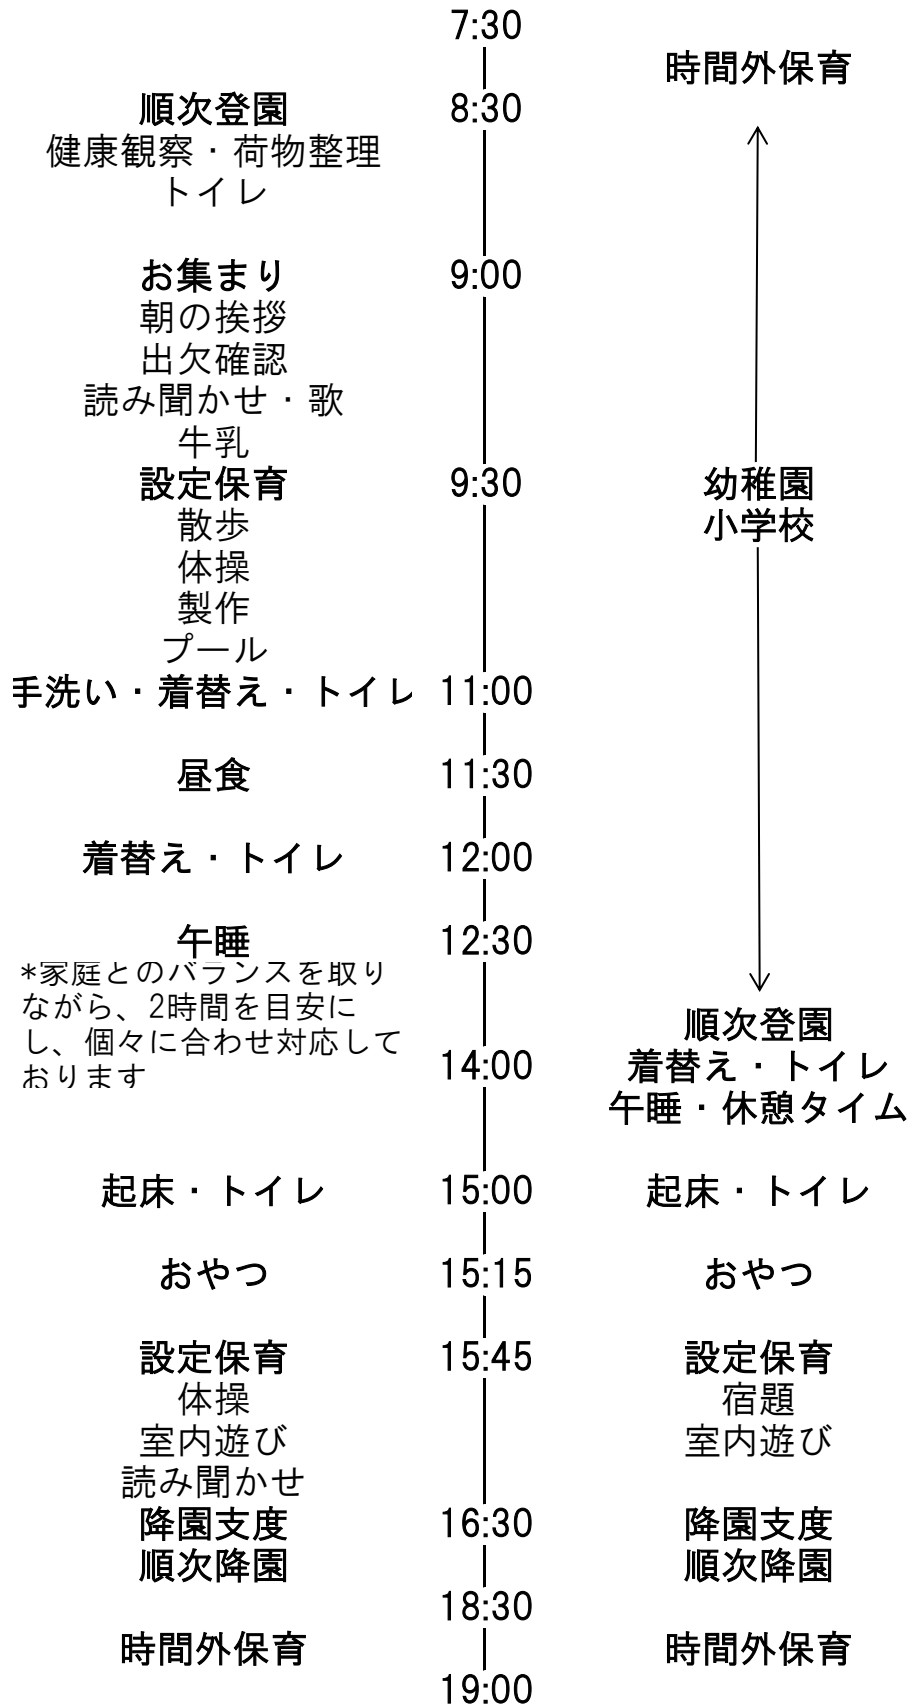 7:30
時間外保育
順次登園 8:30
健康観察・荷物整理
トイレ
お集まり 9:00
朝の挨拶
出欠確認
読み聞かせ・歌
牛乳
設定保育 9:30 幼稚園
散歩 小学校
体操
製作
プール
手洗い・着替え・トイレ 11:00
昼食 11:30
着替え・トイレ 12:00
午睡 12:30
*家庭とのバランスを取り
ながら、2時間を目安に
し、個々に合わせ対応して
おります
順次登園
14:00 着替え・トイレ
午睡・休憩タイム
起床・トイレ 15:00 起床・トイレ
おやつ 15:15 おやつ
設定保育 15:45 設定保育
体操 宿題
室内遊び 室内遊び
読み聞かせ
降園支度 16:30 降園支度
順次降園 順次降園
18:30
時間外保育 時間外保育
19:00